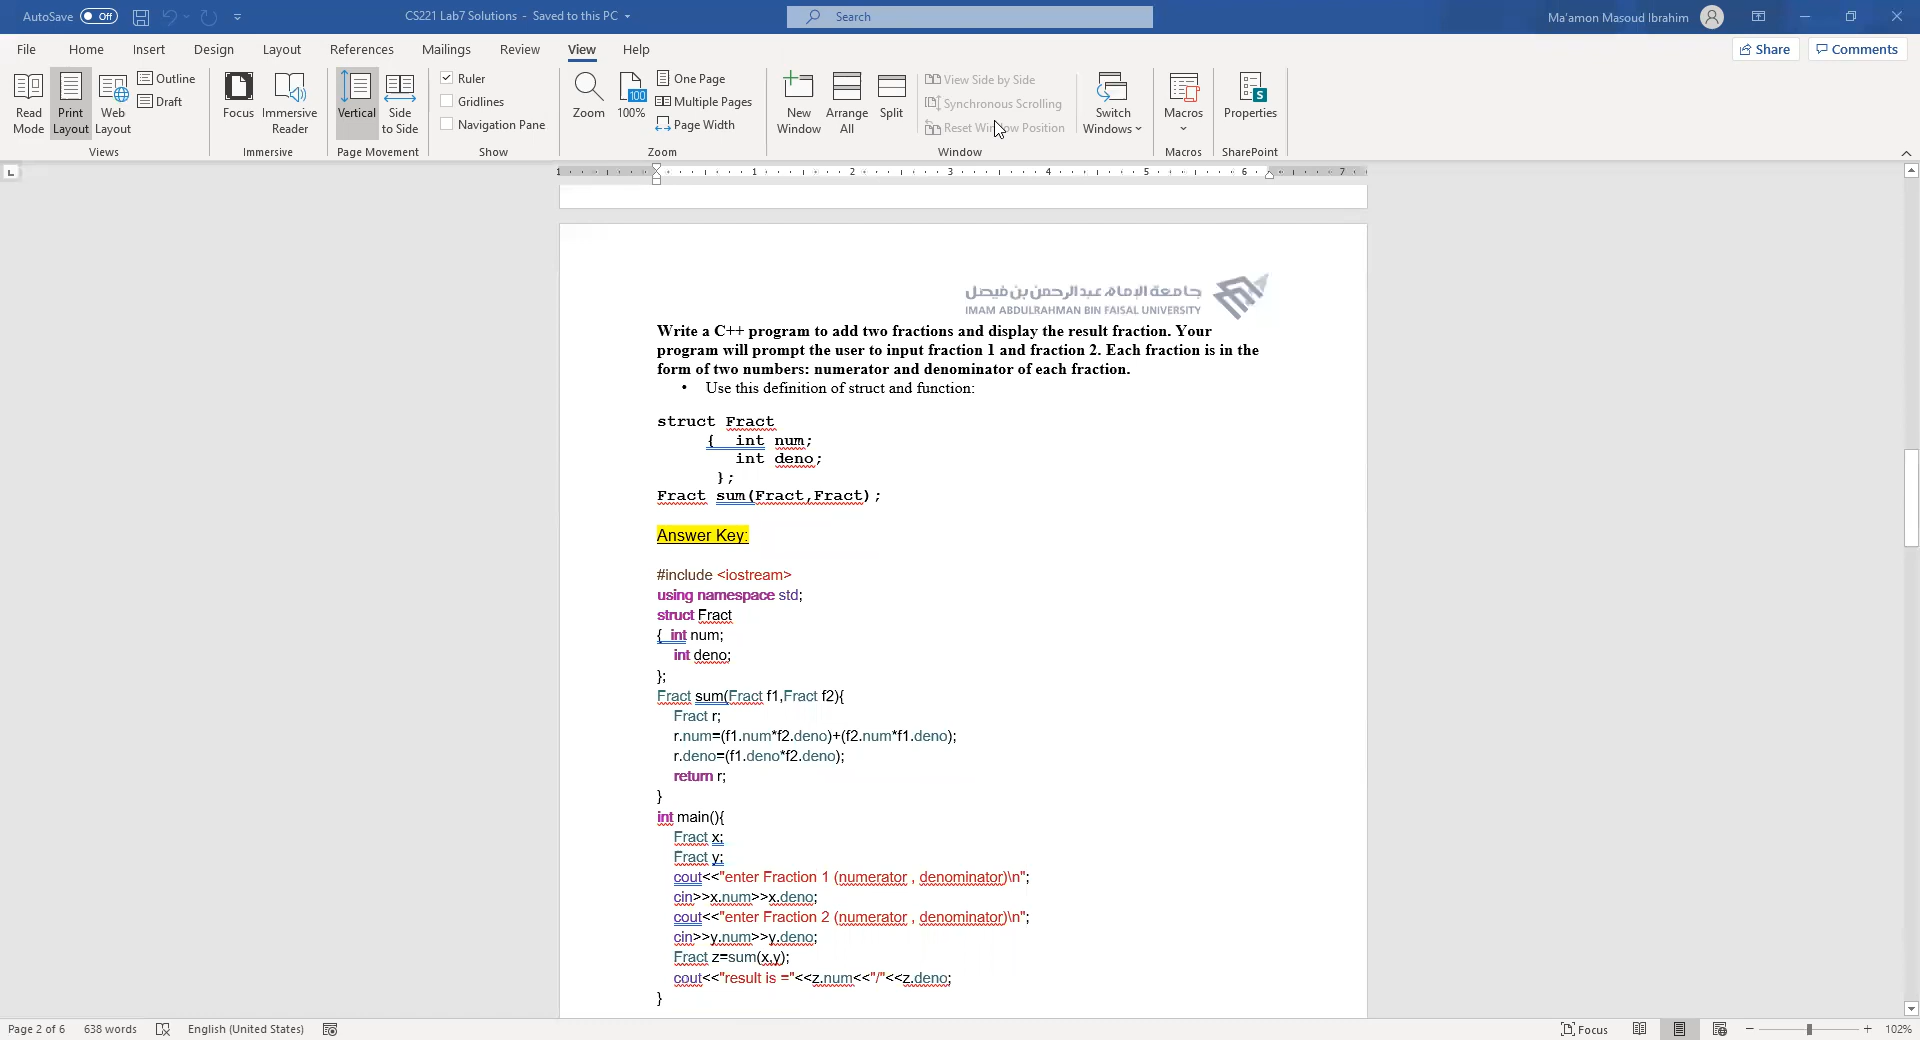 AutoSave Off CS221 Lab7 Solutions - Saved to this PC Search Ma'amon Masoud Ibrahim
File Home Insert Design Layout References Mailings Review View Help Share Comments
Read Mode Print Layout Web Layout Outline Draft
Views
Focus Immersive Reader
Immersive
Vertical Side to Side
Page Movement
Ruler
Gridlines
Navigation Pane
Show
Zoom 100 100% One Page Multiple Pages Page Width
Zoom
New Window Arrange All Split View Side by Side Synchronous Scrolling Reset Window Position Switch Windows
Window
Macros
Macros
Properties
SharePoint
1 1 2 3 4 5 6 7
جامعة الإمام عبدالرحمن بن فيصل
IMAM ABDULRAHMAN BIN FAISAL UNIVERSITY
Write a C++ program to add two fractions and display the result fraction. Your
program will prompt the user to input fraction 1 and fraction 2. Each fraction is in the
form of two numbers: numerator and denominator of each fraction.
• Use this definition of struct and function:
struct Fract
{ int num;
int deno;
};
Fract sum(Fract,Fract);
Answer Key:
#include <iostream>
using namespace std;
struct Fract
{ int num;
int deno;
};
Fract sum(Fract f1,Fract f2){
Fract r;
r.num=(f1.num*f2.deno)+(f2.num*f1.deno);
r.deno=(f1.deno*f2.deno);
return r;
}
int main(){
Fract x;
Fract y;
cout<<"enter Fraction 1 (numerator , denominator)\n";
cin>>x.num>>x.deno;
cout<<"enter Fraction 2 (numerator , denominator)\n";
cin>>y.num>>y.deno;
Fract z=sum(x,y);
cout<<"result is ="<<z.num<<"/"<<z.deno;
}
Page 2 of 6 638 words English (United States) Focus 102%